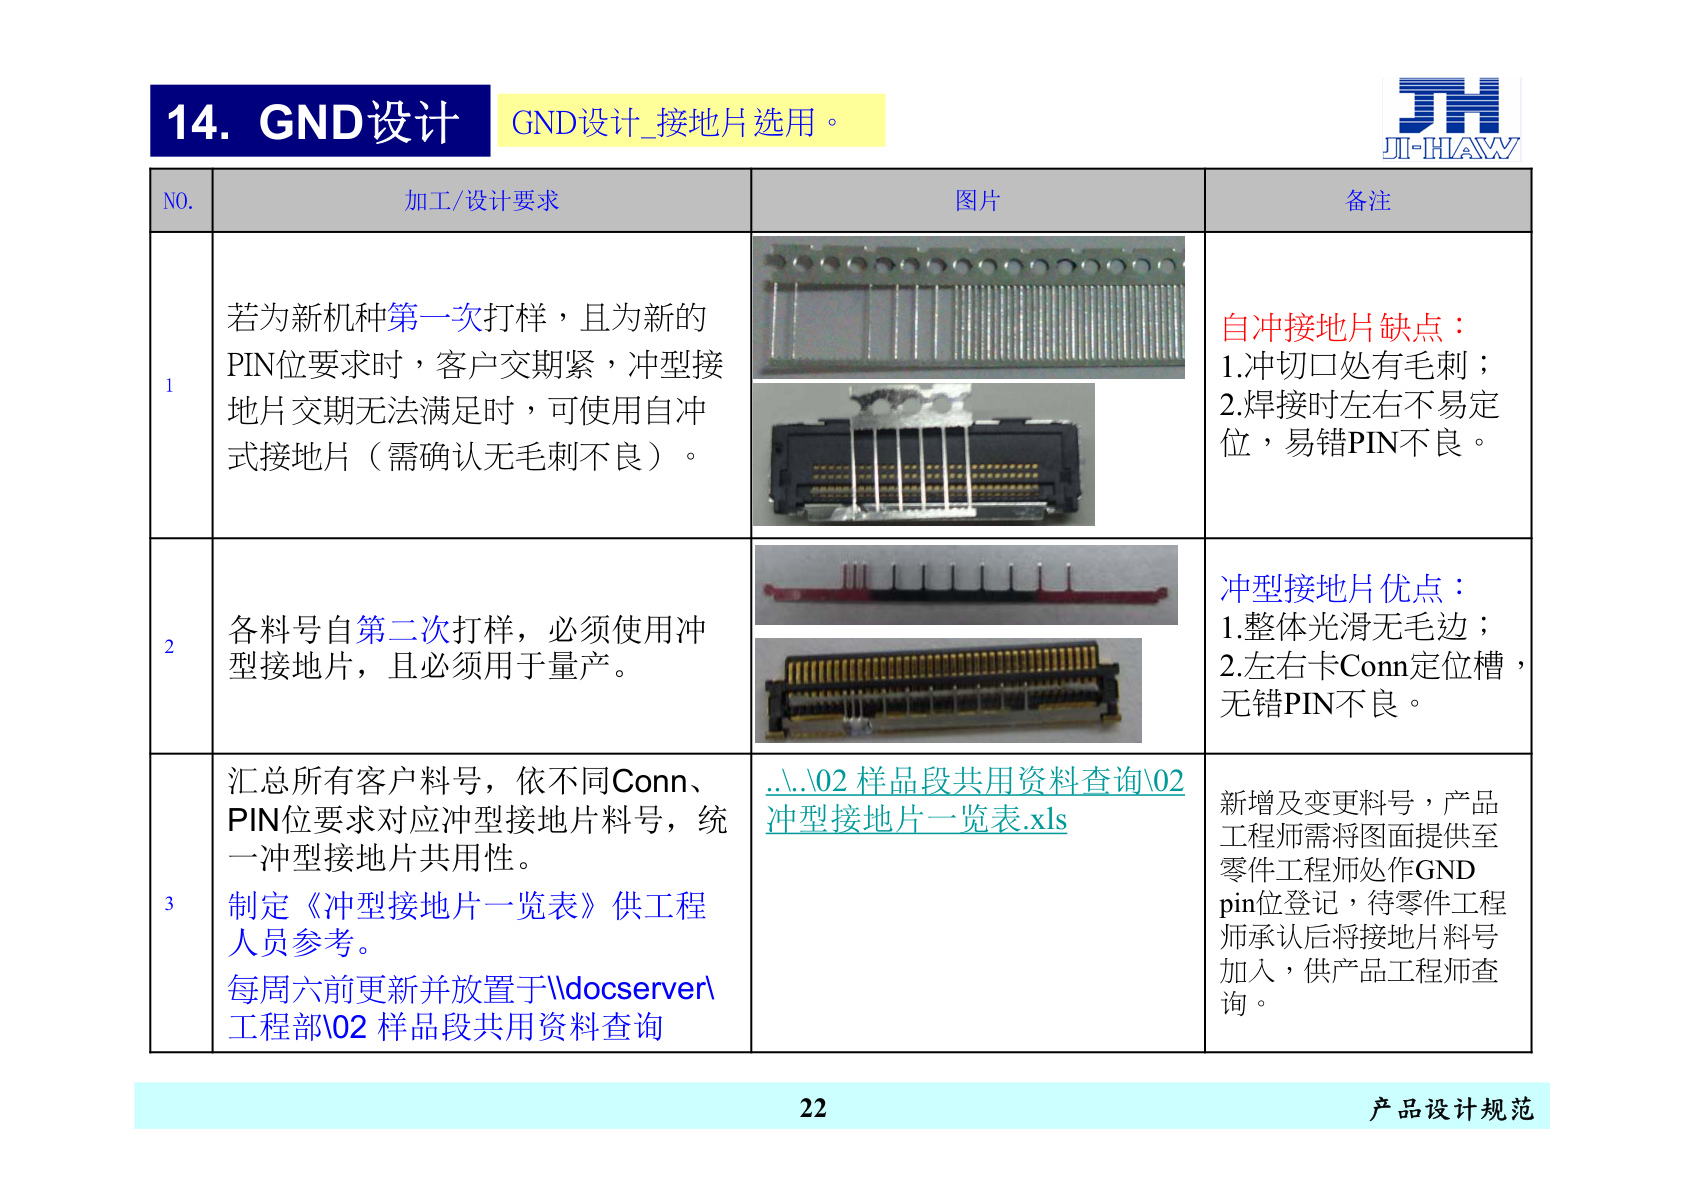 14. GND设计
GND设计_接地片选用。
JI-HAW
NO.
加工/设计要求
图片
备注
1
若为新机种第一次打样，且为新的
PIN位要求时，客户交期紧，冲型接
地片交期无法满足时，可使用自冲
式接地片（需确认无毛刺不良）。
自冲接地片缺点：
1.冲切口处有毛刺；
2.焊接时左右不易定
位，易错PIN不良。
2
各料号自第二次打样，必须使用冲
型接地片，且必须用于量产。
冲型接地片优点：
1.整体光滑无毛边；
2.左右卡Conn定位槽，
无错PIN不良。
3
汇总所有客户料号，依不同Conn、
PIN位要求对应冲型接地片料号，统
一冲型接地片共用性。
制定《冲型接地片一览表》供工程
人员参考。
每周六前更新并放置于\\docserver\
工程部\02 样品段共用资料查询
..\..\02 样品段共用资料查询\02
冲型接地片一览表.xls
新增及变更料号，产品
工程师需将图面提供至
零件工程师处作GND
pin位登记，待零件工程
师承认后将接地片料号
加入，供产品工程师查
询。
22
产品设计规范